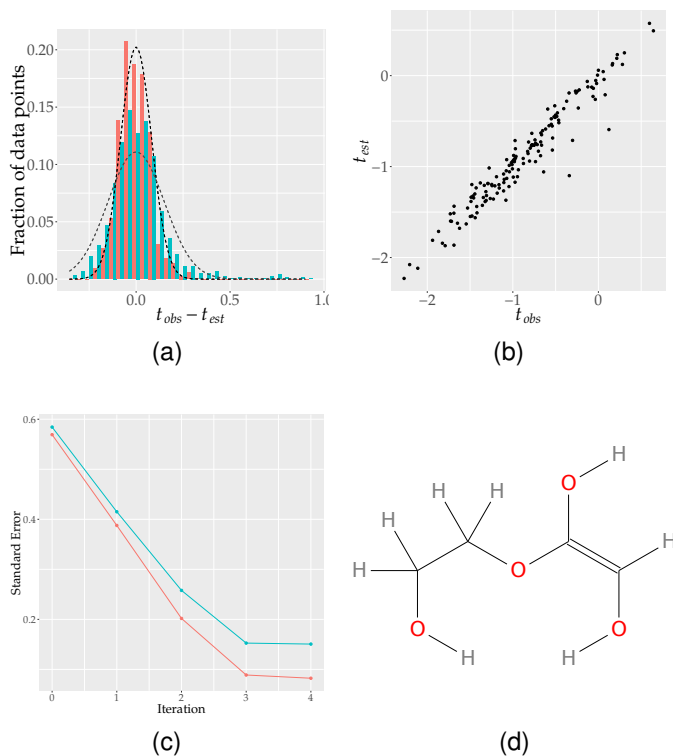 0.20
0.15
0.10
0.05
0.00
Fraction of data points
0.0
0.5
1.0
t_obs − t_est
(a)
0
−1
−2
t_est
−2
−1
0
t_obs
(b)
0.6
0.4
0.2
Standard Error
0
1
2
3
4
Iteration
(c)
H
O
H
H
H
H
H
O
O
H
O
H
(d)